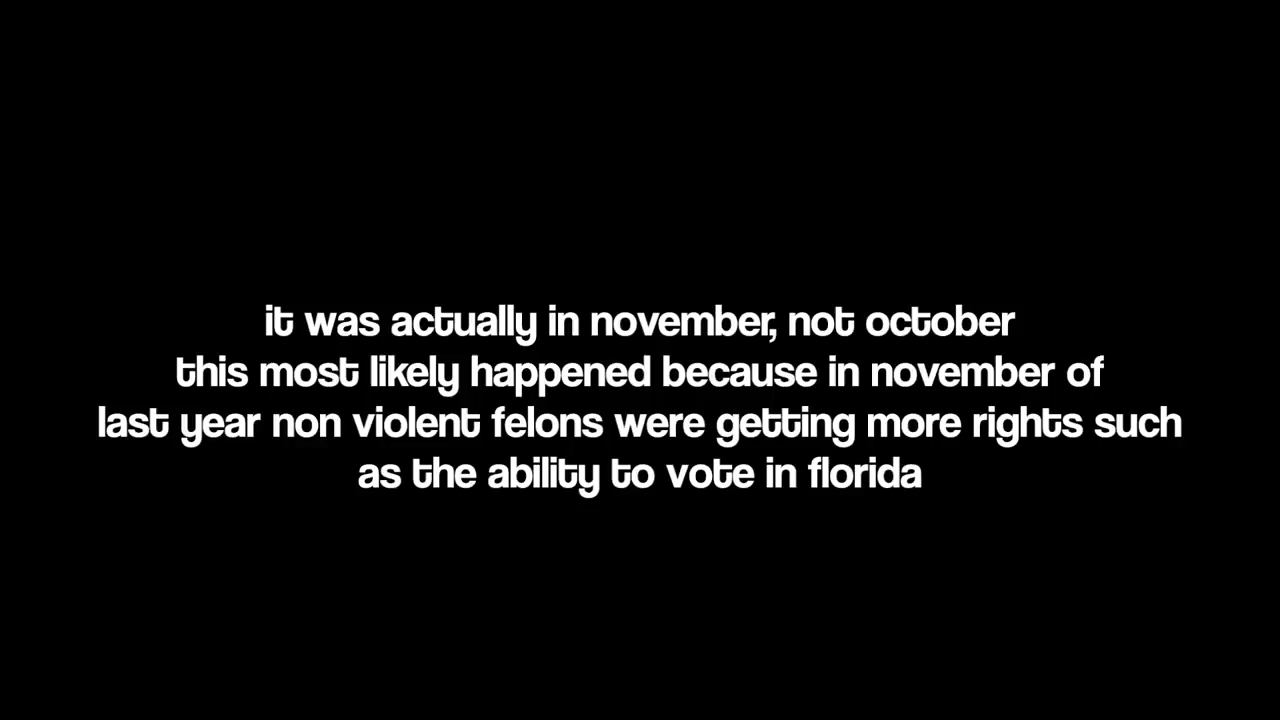 it was actually in november, not october
this most likely happened because in november of
last year non violent felons were getting more rights such
as the ability to vote in florida